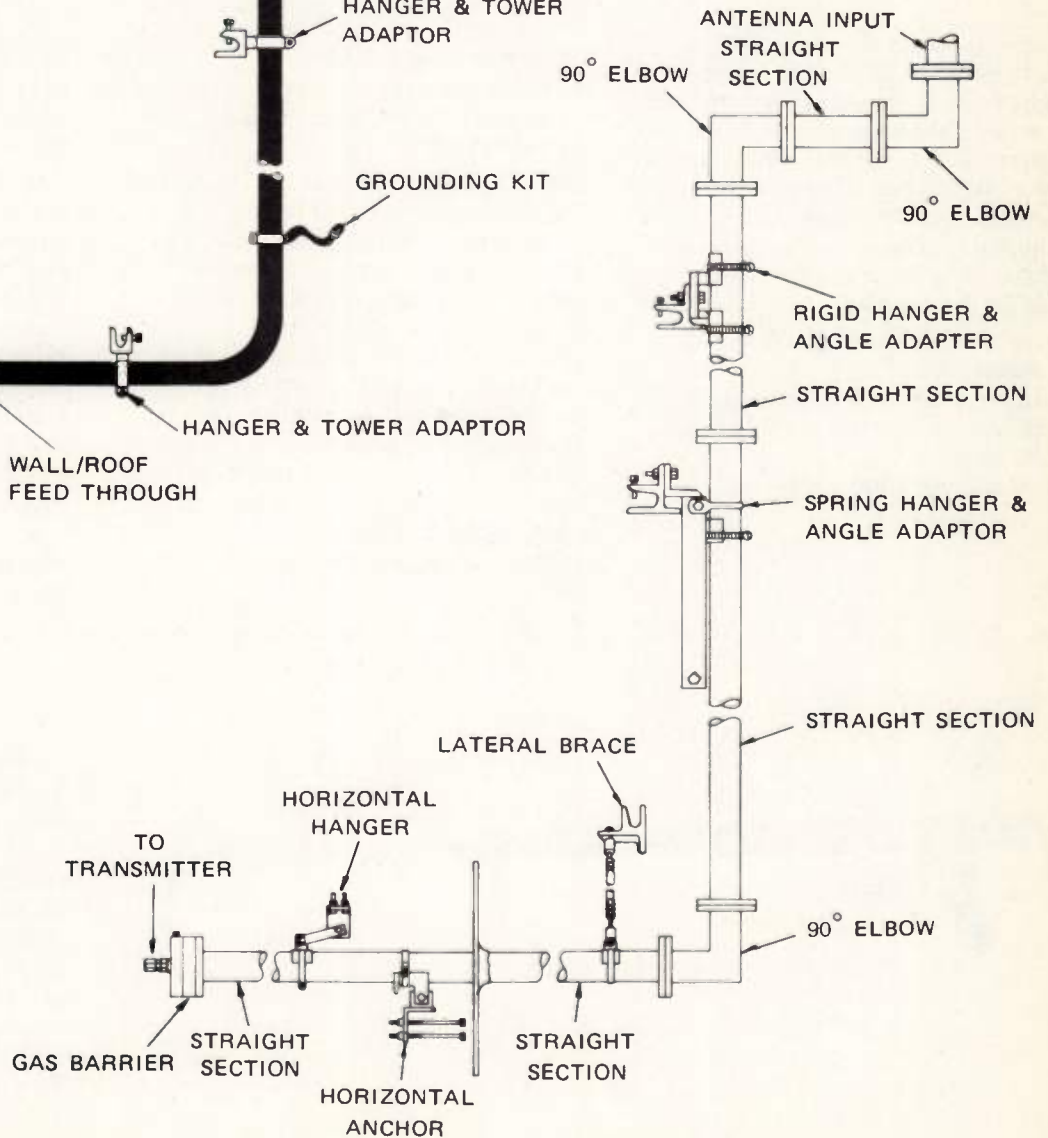 HANGER & TOWER
ADAPTOR
ANTENNA INPUT
STRAIGHT
SECTION
90° ELBOW
90° ELBOW
GROUNDING KIT
RIGID HANGER &
ANGLE ADAPTER
STRAIGHT SECTION
HANGER & TOWER ADAPTOR
WALL/ROOF
FEED THROUGH
SPRING HANGER &
ANGLE ADAPTOR
STRAIGHT SECTION
LATERAL BRACE
HORIZONTAL
HANGER
TO
TRANSMITTER
90° ELBOW
GAS BARRIER
STRAIGHT
SECTION
HORIZONTAL
ANCHOR
STRAIGHT
SECTION